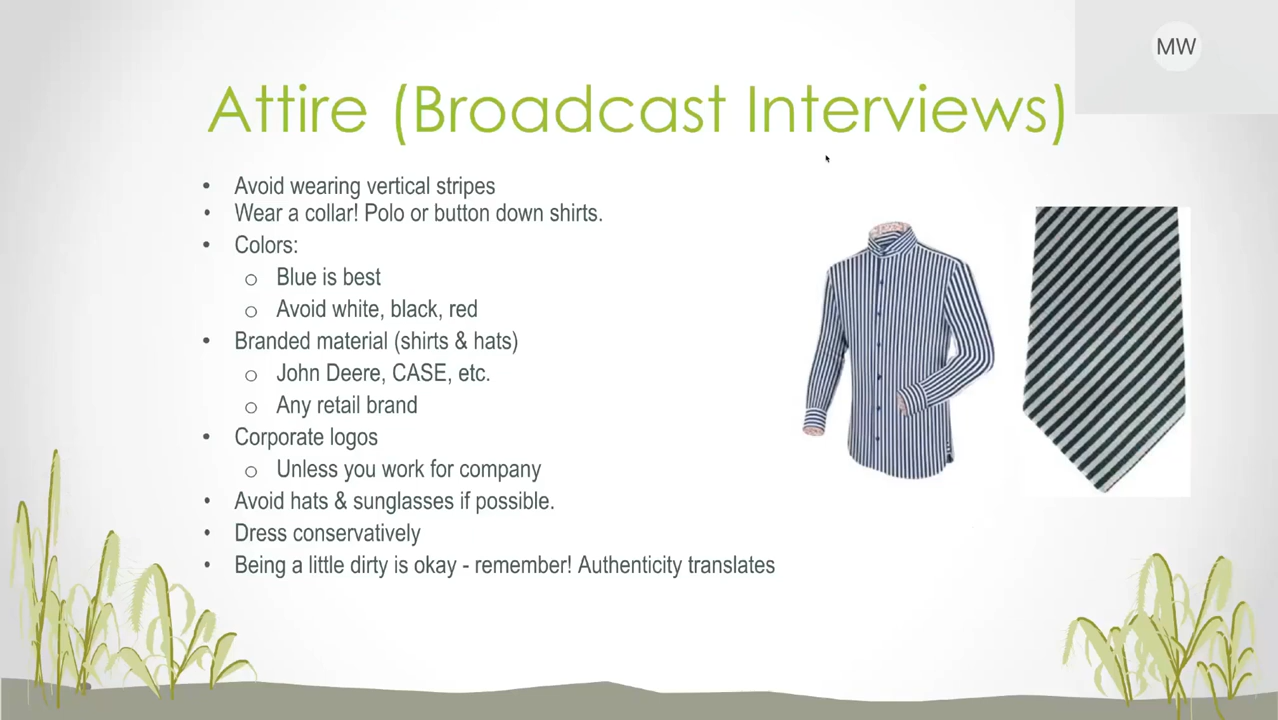 MW
Attire (Broadcast Interviews)
• Avoid wearing vertical stripes
• Wear a collar! Polo or button down shirts.
• Colors:
o Blue is best
o Avoid white, black, red
• Branded material (shirts & hats)
o John Deere, CASE, etc.
o Any retail brand
• Corporate logos
o Unless you work for company
• Avoid hats & sunglasses if possible.
• Dress conservatively
• Being a little dirty is okay - remember! Authenticity translates